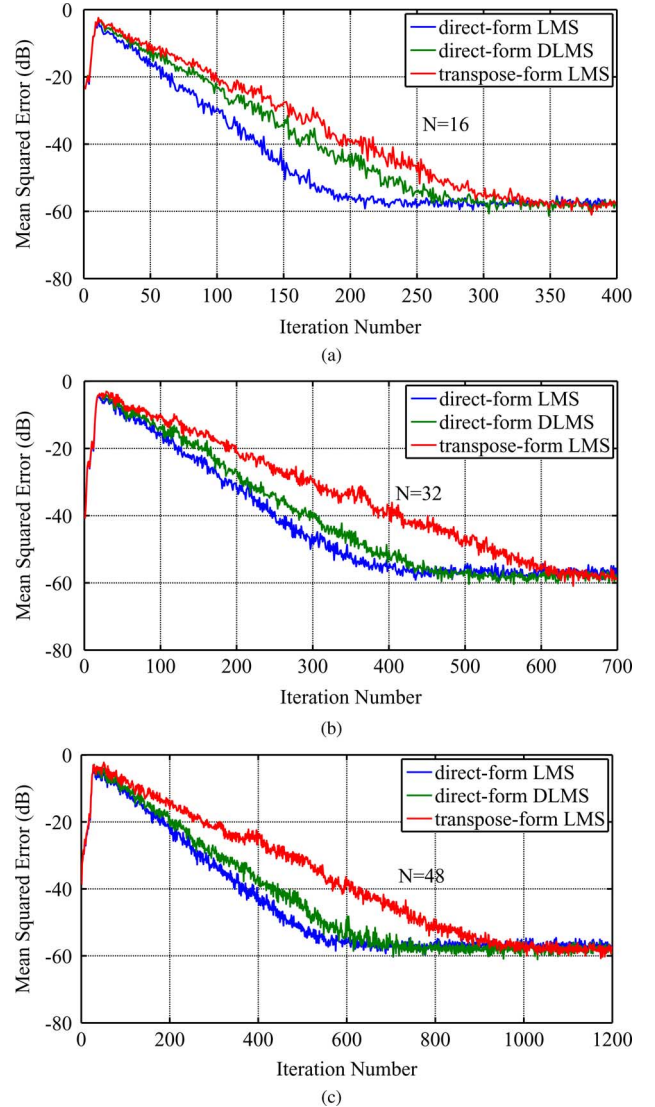 0
-20
-40
-60
-80
Mean Squared Error (dB)
direct-form LMS
direct-form DLMS
transpose-form LMS
N=16
0 50 100 150 200 250 300 350 400
Iteration Number
(a)
0
-20
-40
-60
-80
Mean Squared Error (dB)
direct-form LMS
direct-form DLMS
transpose-form LMS
N=32
0 100 200 300 400 500 600 700
Iteration Number
(b)
0
-20
-40
-60
-80
Mean Squared Error (dB)
direct-form LMS
direct-form DLMS
transpose-form LMS
N=48
0 200 400 600 800 1000 1200
Iteration Number
(c)